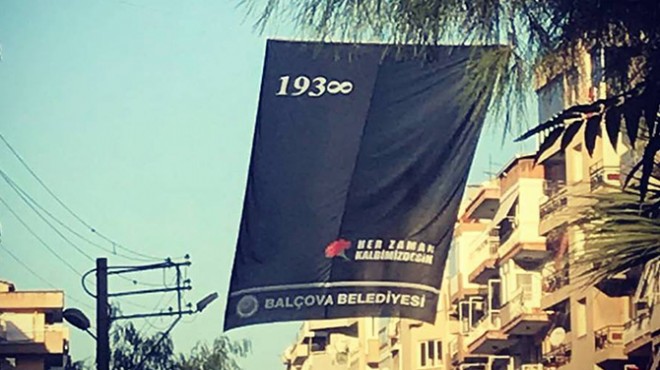 193∞
HER ZAMAN
KALBİMİZDESİN
BALÇOVA BELEDİYESİ